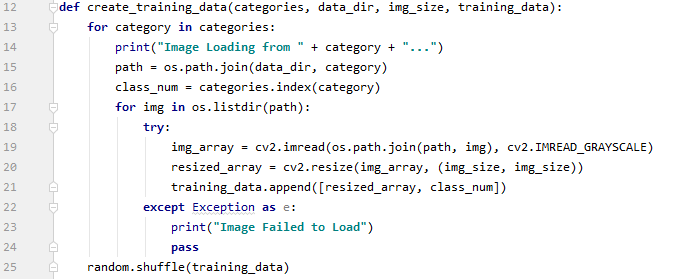 12 def create_training_data(categories, data_dir, img_size, training_data):
13     for category in categories:
14         print("Image Loading from " + category + "...")
15         path = os.path.join(data_dir, category)
16         class_num = categories.index(category)
17         for img in os.listdir(path):
18             try:
19                 img_array = cv2.imread(os.path.join(path, img), cv2.IMREAD_GRAYSCALE)
20                 resized_array = cv2.resize(img_array, (img_size, img_size))
21                 training_data.append([resized_array, class_num])
22             except Exception as e:
23                 print("Image Failed to Load")
24                 pass
25     random.shuffle(training_data)